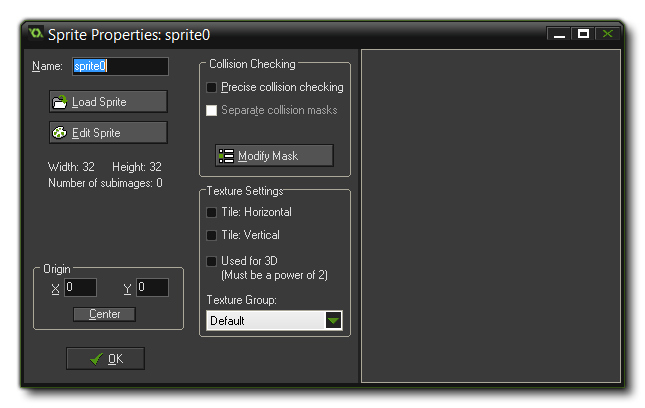 Sprite Properties: sprite0
Name: sprite0
Load Sprite
Edit Sprite
Width: 32 Height: 32
Number of subimages: 0
Origin
X 0 Y 0
Center
OK
Collision Checking
Precise collision checking
Separate collision masks
Modify Mask
Texture Settings
Tile: Horizontal
Tile: Vertical
Used for 3D
(Must be a power of 2)
Texture Group:
Default